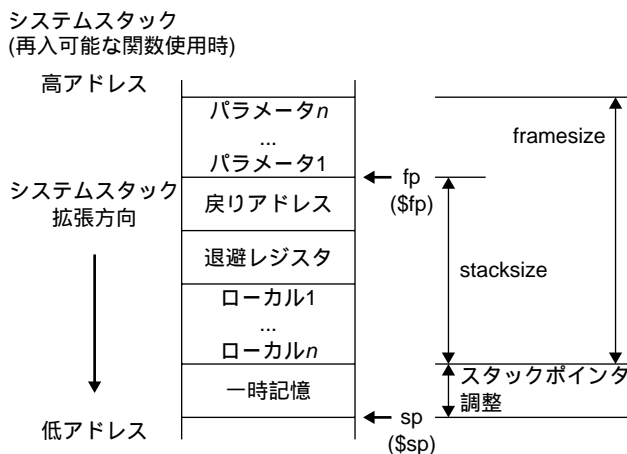 システムスタック
(再入可能な関数使用時)
高アドレス
パラメータn
...
パラメータ1
framesize
fp
($fp)
システムスタック
拡張方向
戻りアドレス
退避レジスタ
stacksize
ローカル1
...
ローカルn
一時記憶
スタックポインタ
調整
低アドレス
sp
($sp)